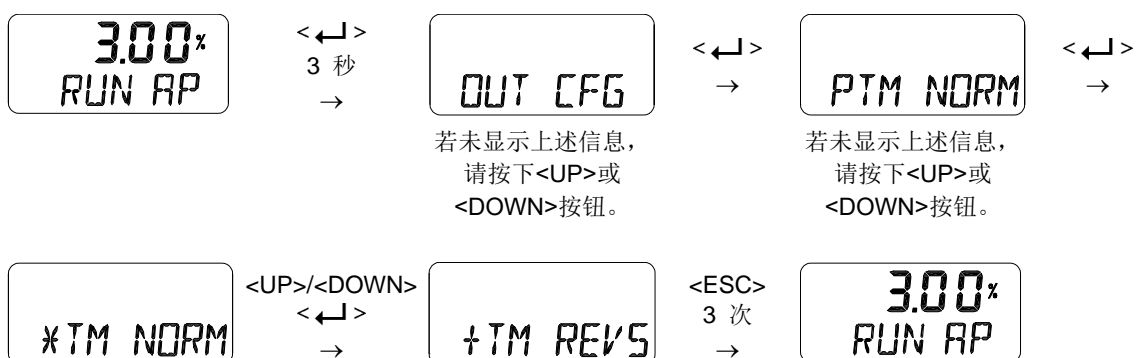 3.00%
RUN AP
<↵>
3 秒
→
OUT CFG
若未显示上述信息，
请按下<UP>或
<DOWN>按钮。
<↵>
→
PTM NORM
若未显示上述信息，
请按下<UP>或
<DOWN>按钮。
<↵>
→
*TM NORM
<UP>/<DOWN>
<↵>
→
+TM REVS
<ESC>
3 次
→
3.00%
RUN AP